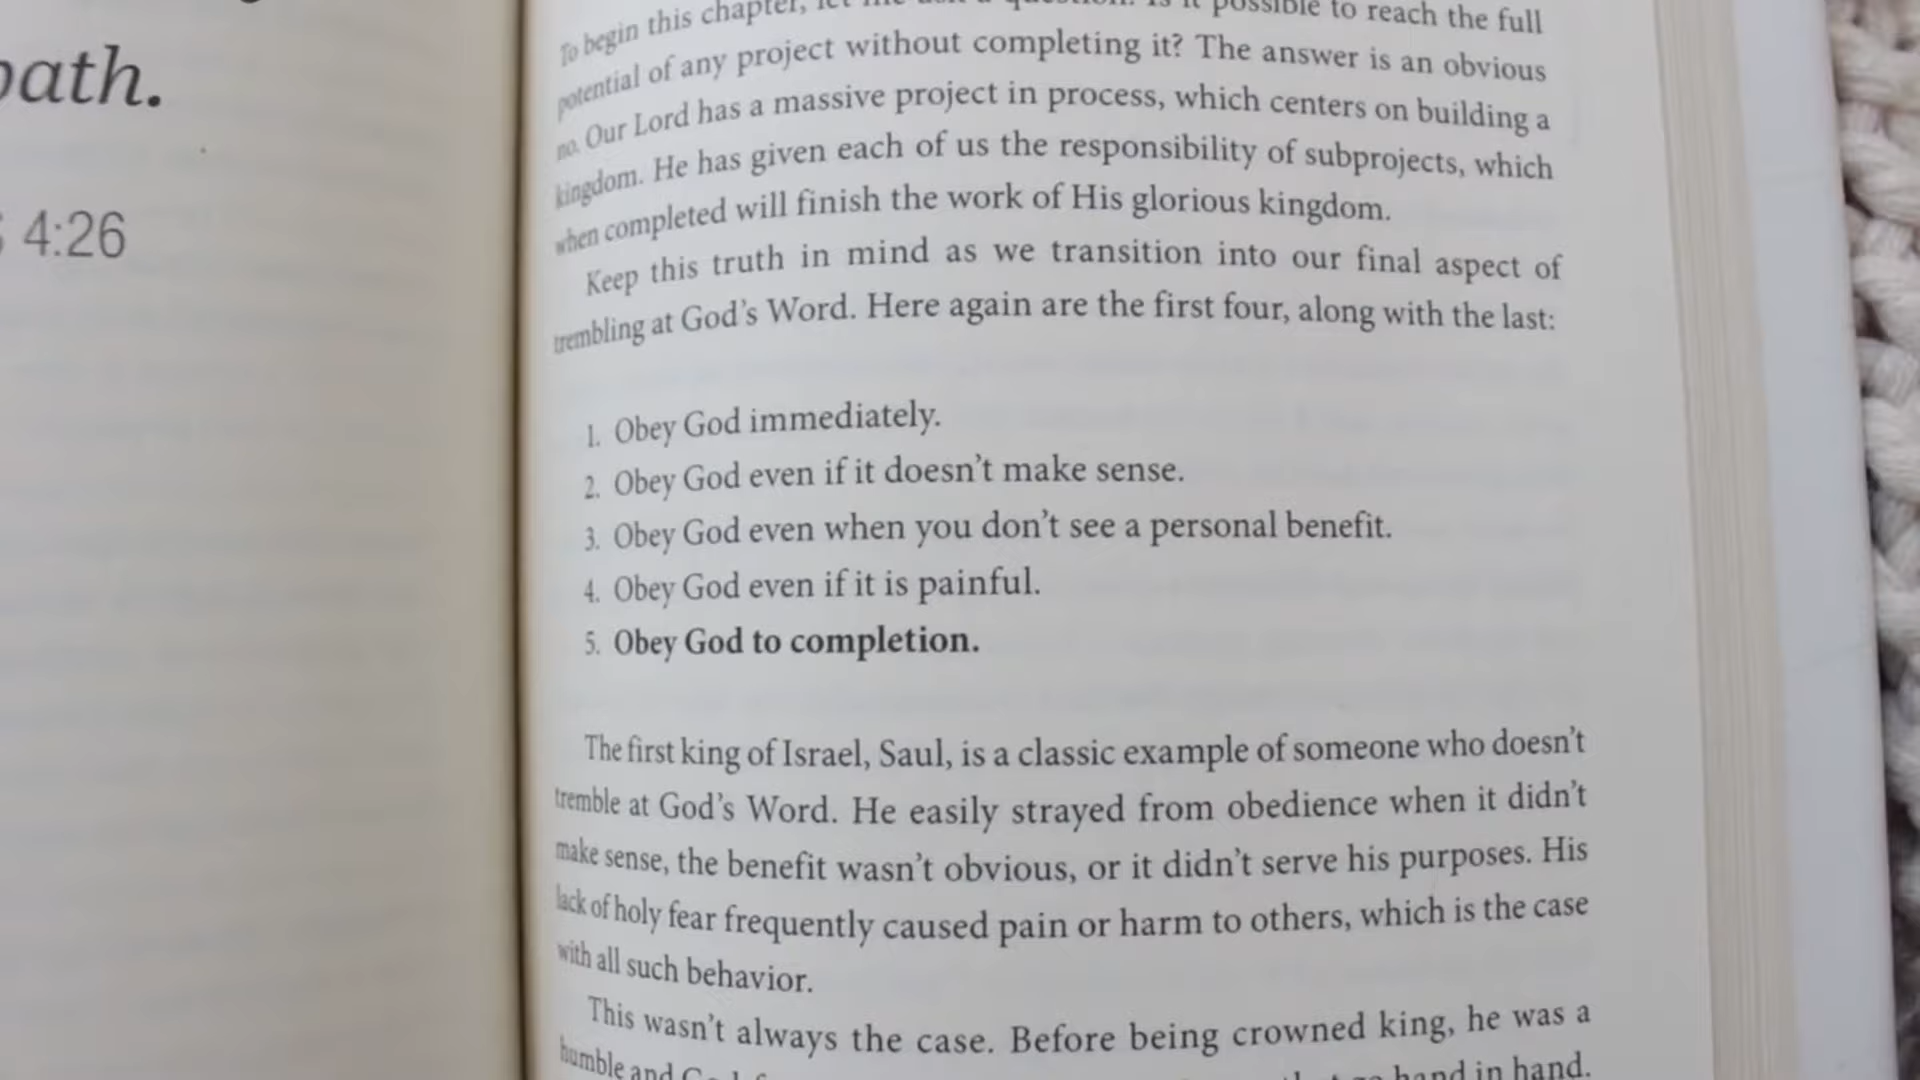 path.
4:26
To begin this chapter, let me ask a question: Is it possible to reach the full
potential of any project without completing it? The answer is an obvious
no. Our Lord has a massive project in process, which centers on building a
kingdom. He has given each of us the responsibility of subprojects, which
when completed will finish the work of His glorious kingdom.
Keep this truth in mind as we transition into our final aspect of
trembling at God’s Word. Here again are the first four, along with the last:
1. Obey God immediately.
2. Obey God even if it doesn’t make sense.
3. Obey God even when you don’t see a personal benefit.
4. Obey God even if it is painful.
5. Obey God to completion.
The first king of Israel, Saul, is a classic example of someone who doesn’t
tremble at God’s Word. He easily strayed from obedience when it didn’t
make sense, the benefit wasn’t obvious, or it didn’t serve his purposes. His
lack of holy fear frequently caused pain or harm to others, which is the case
with all such behavior.
This wasn’t always the case. Before being crowned king, he was a
humble and hand in hand.